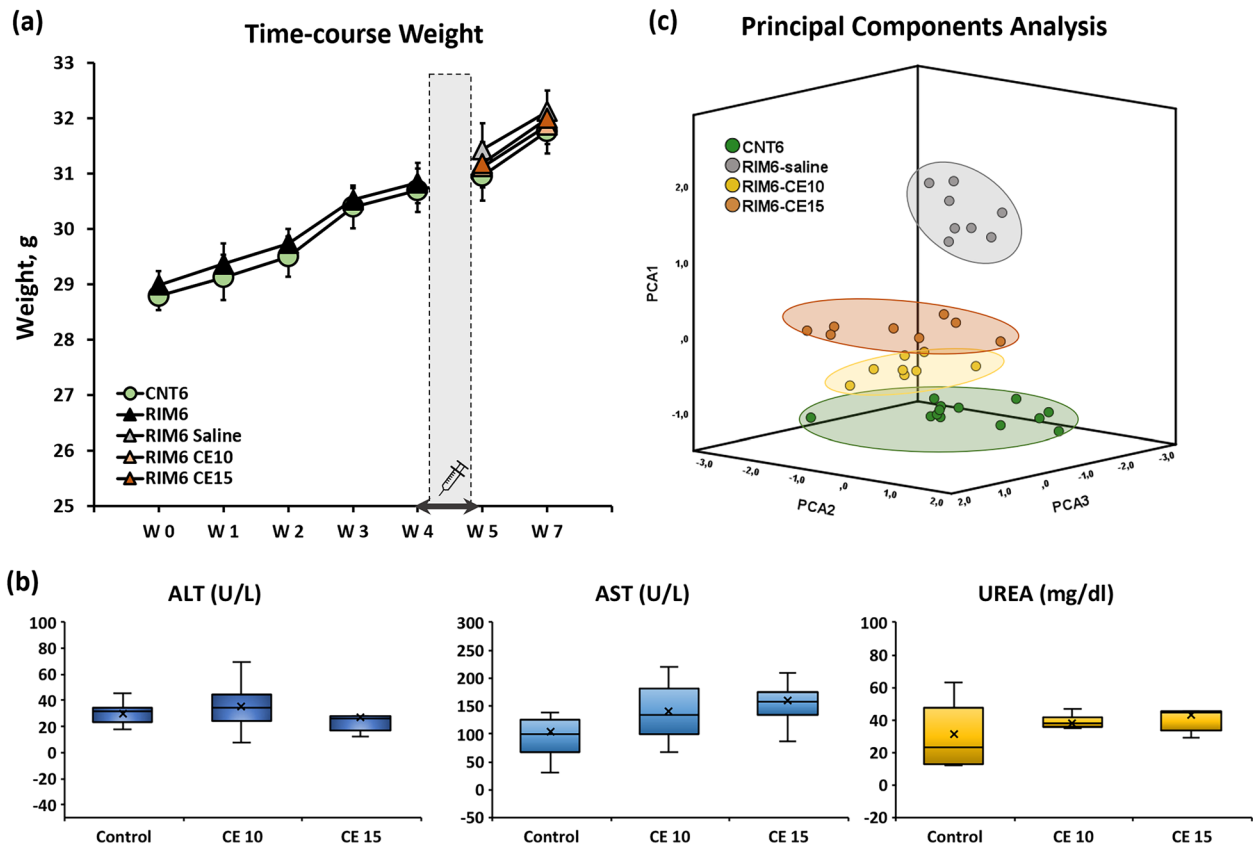 (a)
Time-course Weight
33
32
31
30
29
28
27
26
25
Weight, g
CNT6
RIM6
RIM6 Saline
RIM6 CE10
RIM6 CE15
W 0 W 1 W 2 W 3 W 4 W 5 W 7
(c)
Principal Components Analysis
CNT6
RIM6-saline
RIM6-CE10
RIM6-CE15
PCA1
2,0
1,0
,0
-1,0
-3,0 -2,0 -1,0 ,0 1,0 2,0
PCA2
2,0 1,0 ,0 -1,0 -2,0 -3,0
PCA3
(b)
ALT (U/L)
100
80
60
40
20
0
-20
-40
Control CE 10 CE 15
AST (U/L)
300
250
200
150
100
50
0
-50
Control CE 10 CE 15
UREA (mg/dl)
100
80
60
40
20
0
-20
Control CE 10 CE 15